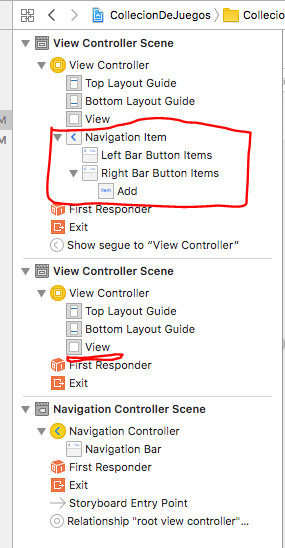 CollecionDeJuegos
Collecio
View Controller Scene
View Controller
Top Layout Guide
Bottom Layout Guide
View
Navigation Item
Left Bar Button Items
Right Bar Button Items
Item
Add
First Responder
Exit
Show segue to “View Controller”
View Controller Scene
View Controller
Top Layout Guide
Bottom Layout Guide
View
First Responder
Exit
Navigation Controller Scene
Navigation Controller
Navigation Bar
First Responder
Exit
Storyboard Entry Point
Relationship "root view controller"...